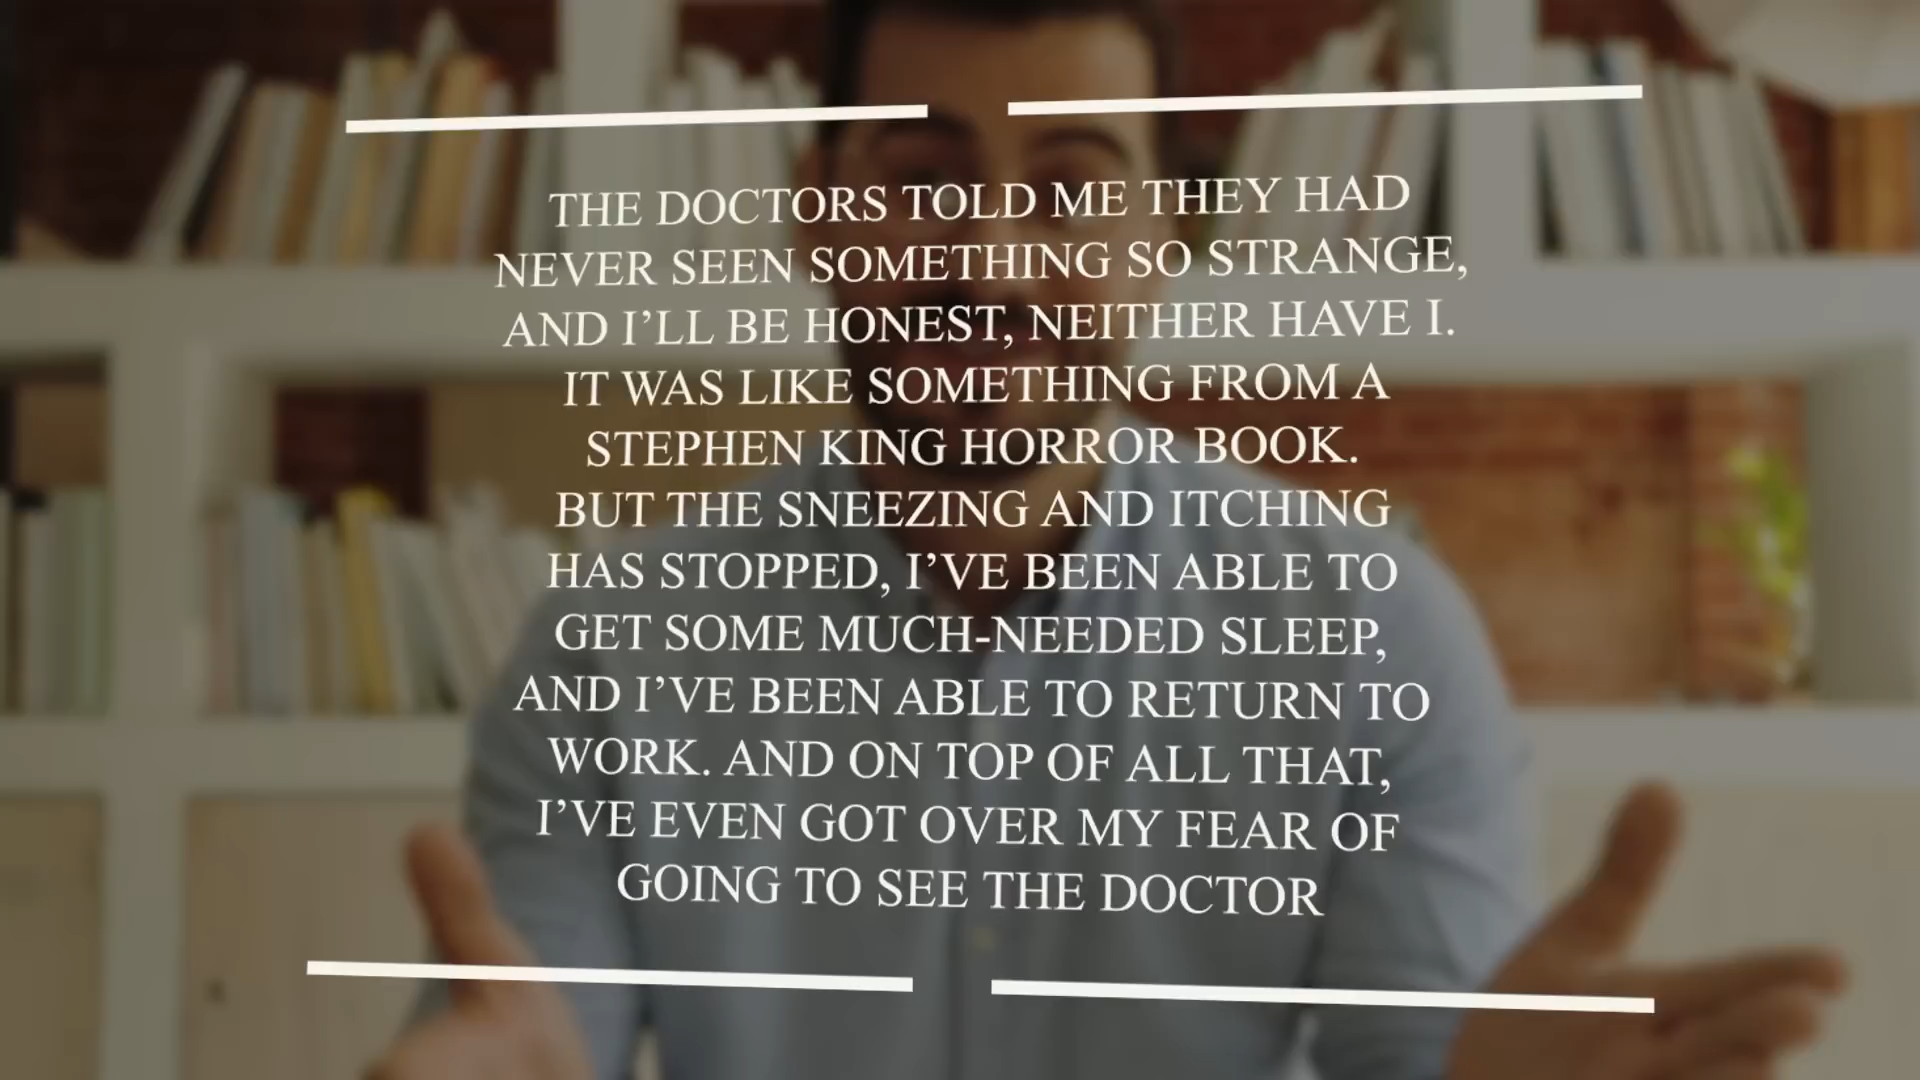 THE DOCTORS TOLD ME THEY HAD
NEVER SEEN SOMETHING SO STRANGE,
AND I’LL BE HONEST, NEITHER HAVE I.
IT WAS LIKE SOMETHING FROM A
STEPHEN KING HORROR BOOK.
BUT THE SNEEZING AND ITCHING
HAS STOPPED, I’VE BEEN ABLE TO
GET SOME MUCH-NEEDED SLEEP,
AND I’VE BEEN ABLE TO RETURN TO
WORK. AND ON TOP OF ALL THAT,
I’VE EVEN GOT OVER MY FEAR OF
GOING TO SEE THE DOCTOR